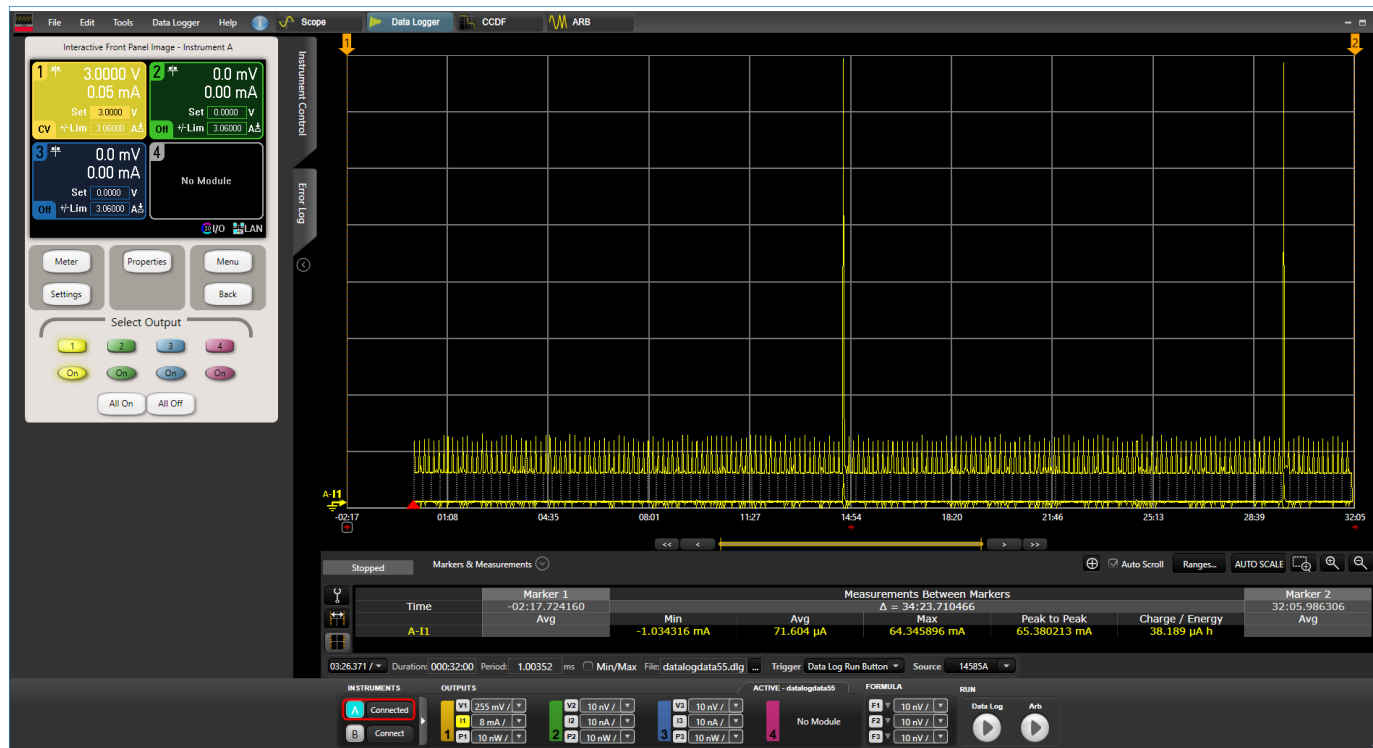 File Edit Tools Data Logger Help Scope Data Logger CCDF ARB
Interactive Front Panel Image - Instrument A
1 3.0000 V
0.05 mA
Set 3.0000 V
CV +/-Lim 3.06000 A
2 0.0 mV
0.00 mA
Set 0.0000 V
Off +/-Lim 3.06000 A
3 0.0 mV
0.00 mA
Set 0.0000 V
Off +/-Lim 3.06000 A
4
No Module
I/O LAN
Meter Properties Menu
Settings Back
Select Output
1 2 3 4
On On On On
All On All Off
Instrument Control
Error Log
1 2
A-I1
-02:17 01:08 04:35 08:01 11:27 14:54 18:20 21:46 25:13 28:39 32:05
<< < > >>
Stopped Markers & Measurements Auto Scroll Ranges... AUTO SCALE
Marker 1 Measurements Between Markers Marker 2
Time -02:17.724160 Δ = 34:23.710466 32:05.986306
Avg Min Avg Max Peak to Peak Charge / Energy Avg
A-I1 -1.034316 mA 71.604 µA 64.345896 mA 65.380213 mA 38.189 µA h
03:26.371 / Duration: 000:32:00 Period: 1.00352 ms Min/Max File: datalogdata55.dlg ... Trigger Data Log Run Button Source 14585A
INSTRUMENTS OUTPUTS ACTIVE - datalogdata55 FORMULA RUN
A Connected
B Connect
1 V1 255 mV /
I1 8 mA /
P1 10 nW /
2 V2 10 nV /
I2 10 nA /
P2 10 nW /
3 V3 10 nV /
I3 10 nA /
P3 10 nW /
4 No Module
F1 10 nV /
F2 10 nV /
F3 10 nV /
Data Log Arb